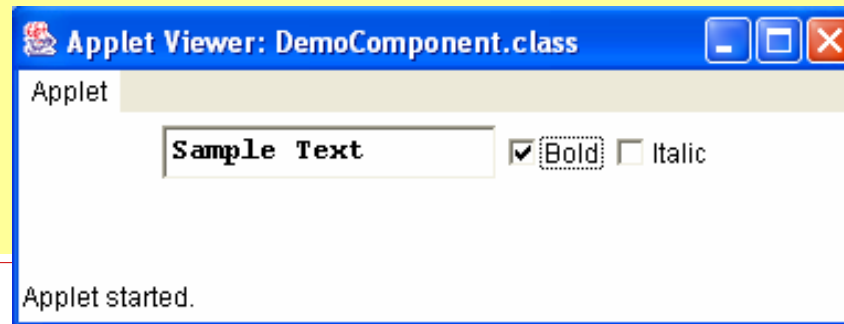 Applet Viewer: DemoComponent.class
Applet
Sample Text Bold Italic
Applet started.